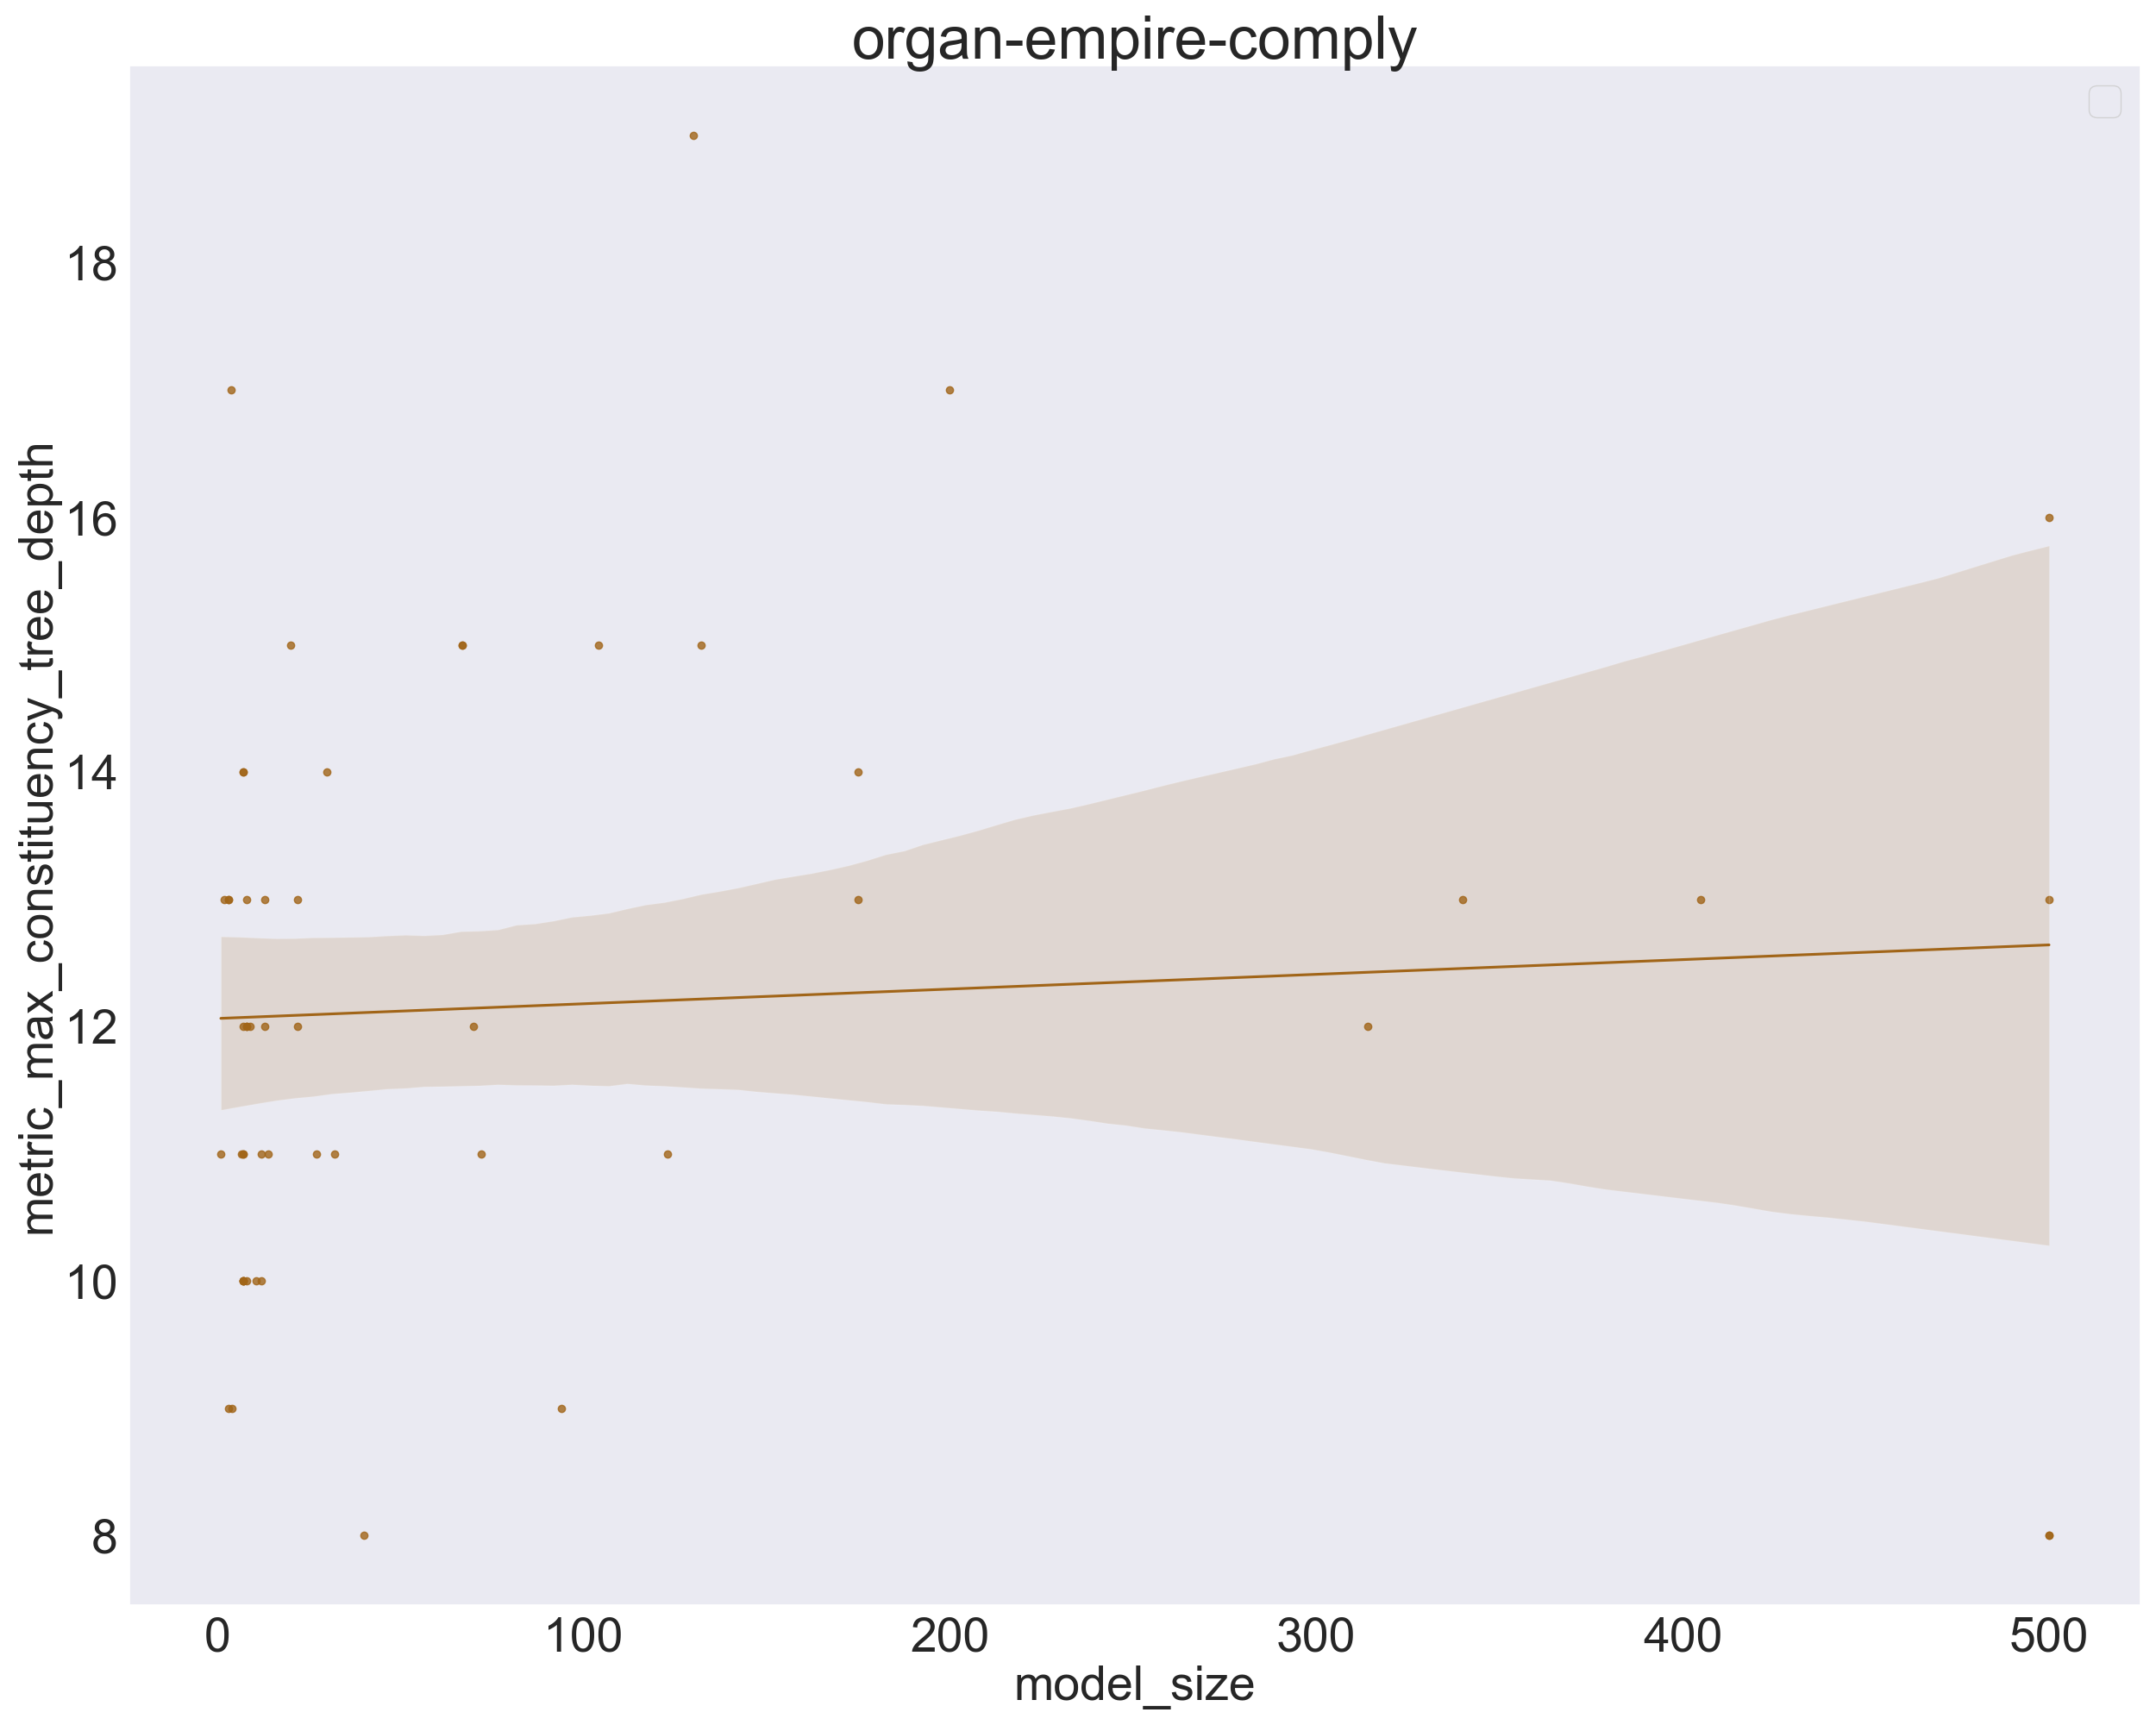 organ-empire-comply
metric_max_constituency_tree_depth
18
16
14
12
10
8
0 100 200 300 400 500
model_size